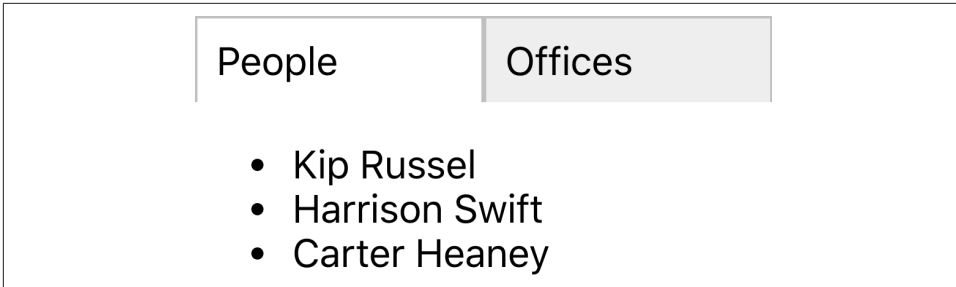 People Offices
• Kip Russel
• Harrison Swift
• Carter Heaney